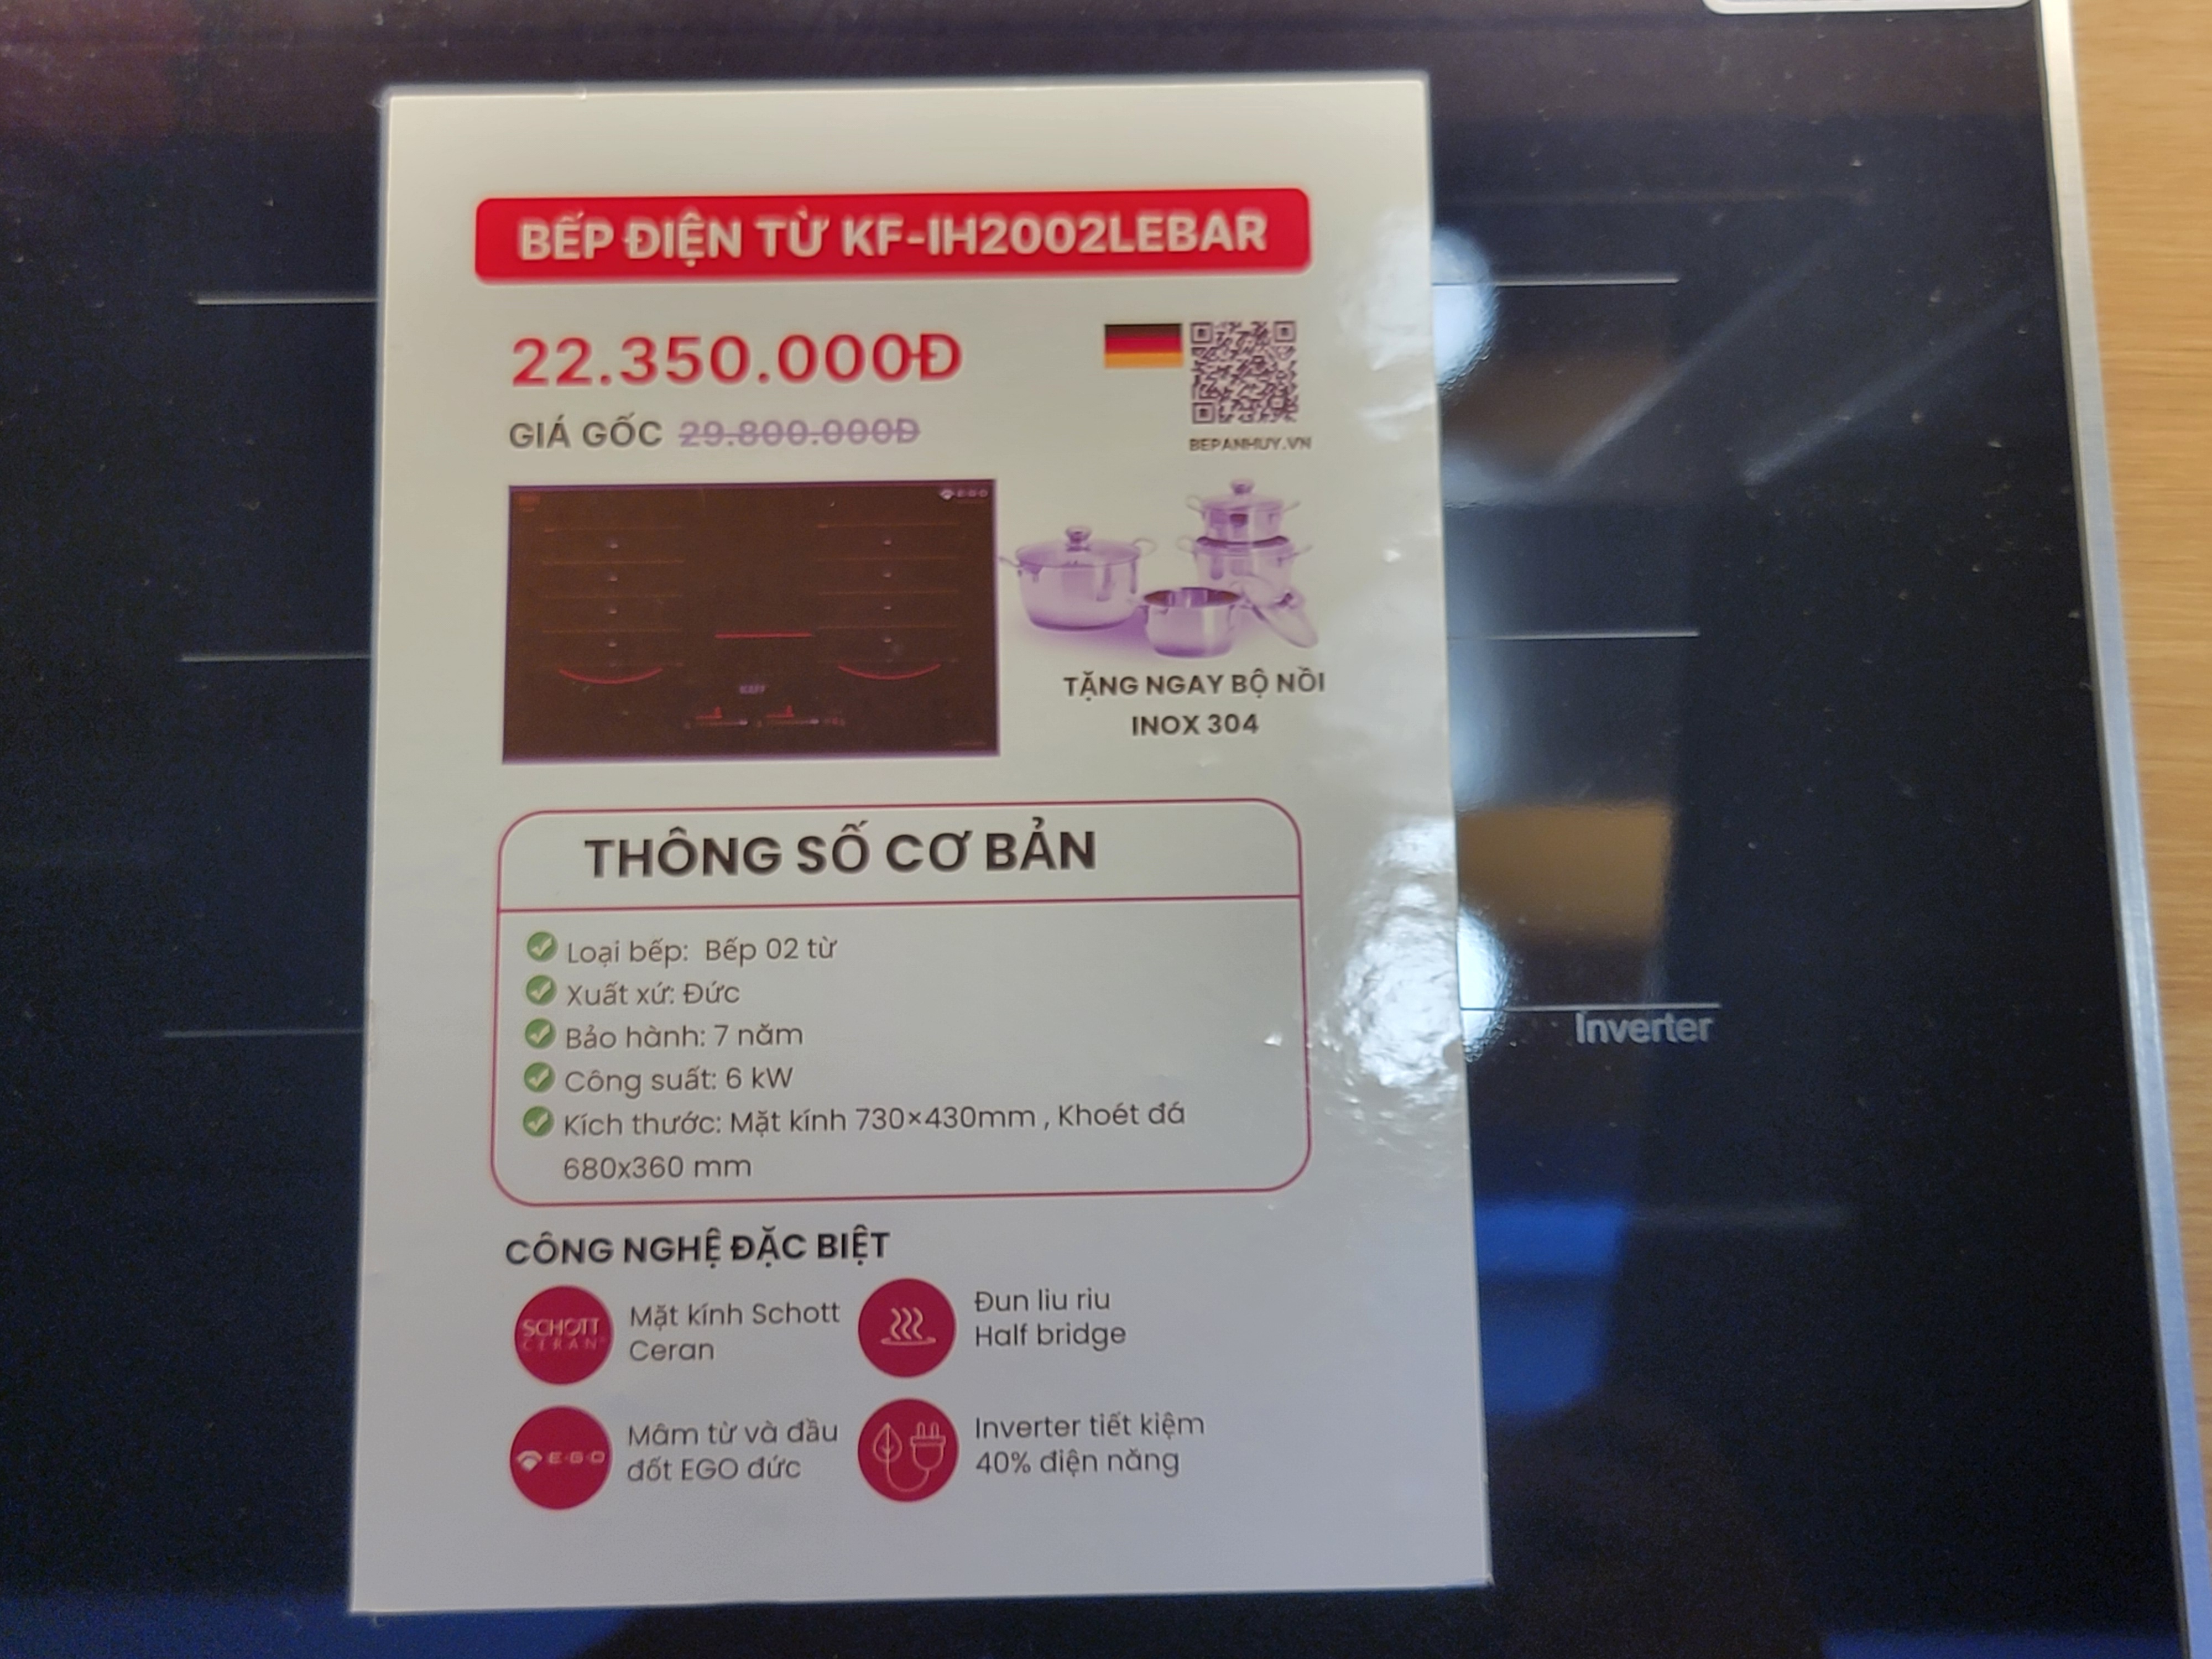 BẾP ĐIỆN TỪ KF-IH2002LEBAR
22.350.000Đ
GIÁ GỐC 29.800.000Đ
BEPANHUY.VN
E·G·O
KAFF
TẶNG NGAY BỘ NỒI
INOX 304
THÔNG SỐ CƠ BẢN
Loại bếp: Bếp 02 từ
Xuất xứ: Đức
Bảo hành: 7 năm
Công suất: 6 kW
Kích thước: Mặt kính 730×430mm , Khoét đá
680x360 mm
Inverter
CÔNG NGHỆ ĐẶC BIỆT
SCHOTT
CERAN
Mặt kính Schott
Ceran
Đun liu riu
Half bridge
E·G·O
Mâm từ và đầu
đốt EGO đức
Inverter tiết kiệm
40% điện năng